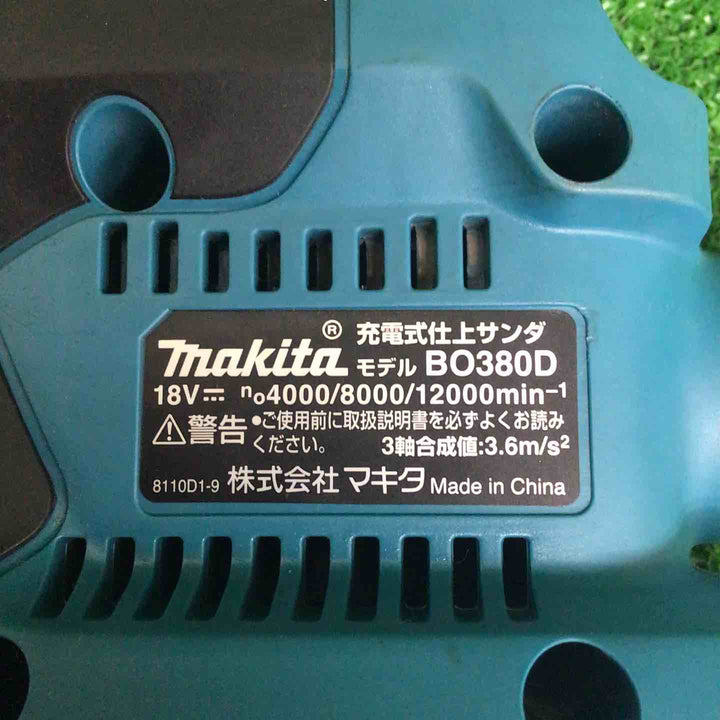 makita® 充電式仕上サンダ
モデル BO380D
18V⎓ n₀4000/8000/12000min⁻¹
⚠警告 •ご使用前に取扱説明書を必ずよくお読み
ください。 3軸合成値:3.6m/s²
8110D1-9 株式会社 マキタ Made in China